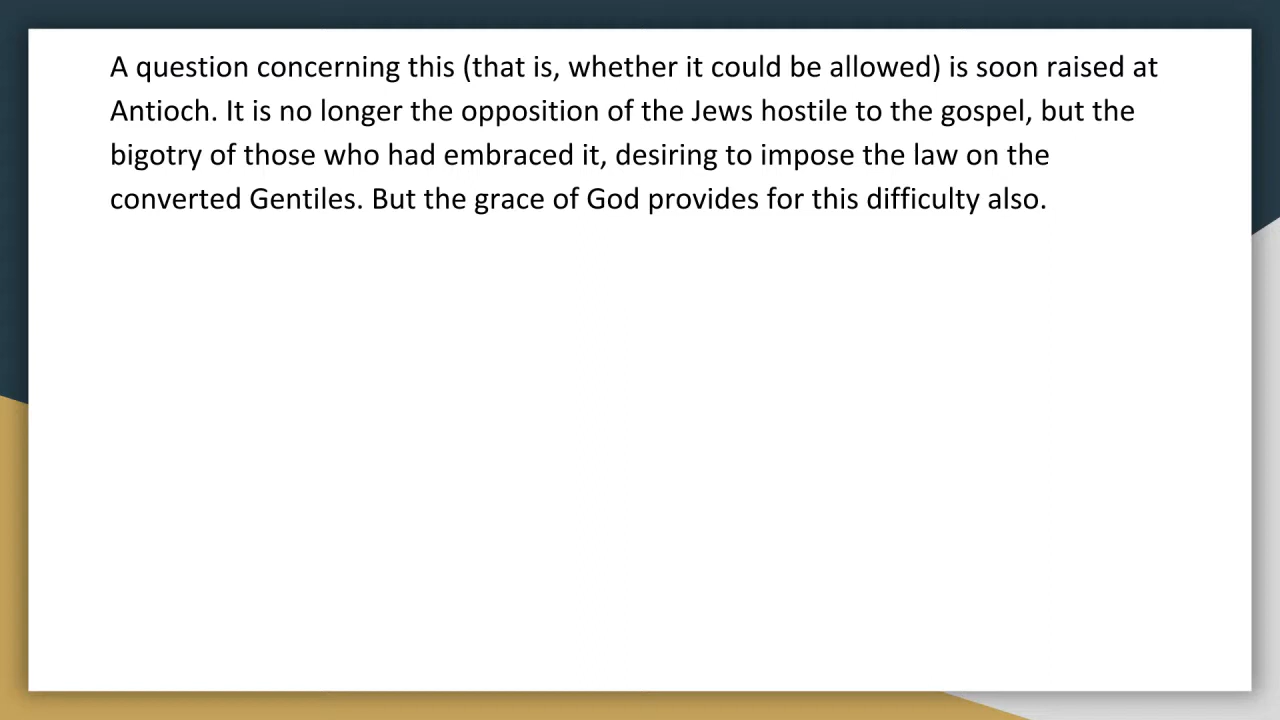 A question concerning this (that is, whether it could be allowed) is soon raised at
Antioch. It is no longer the opposition of the Jews hostile to the gospel, but the
bigotry of those who had embraced it, desiring to impose the law on the
converted Gentiles. But the grace of God provides for this difficulty also.